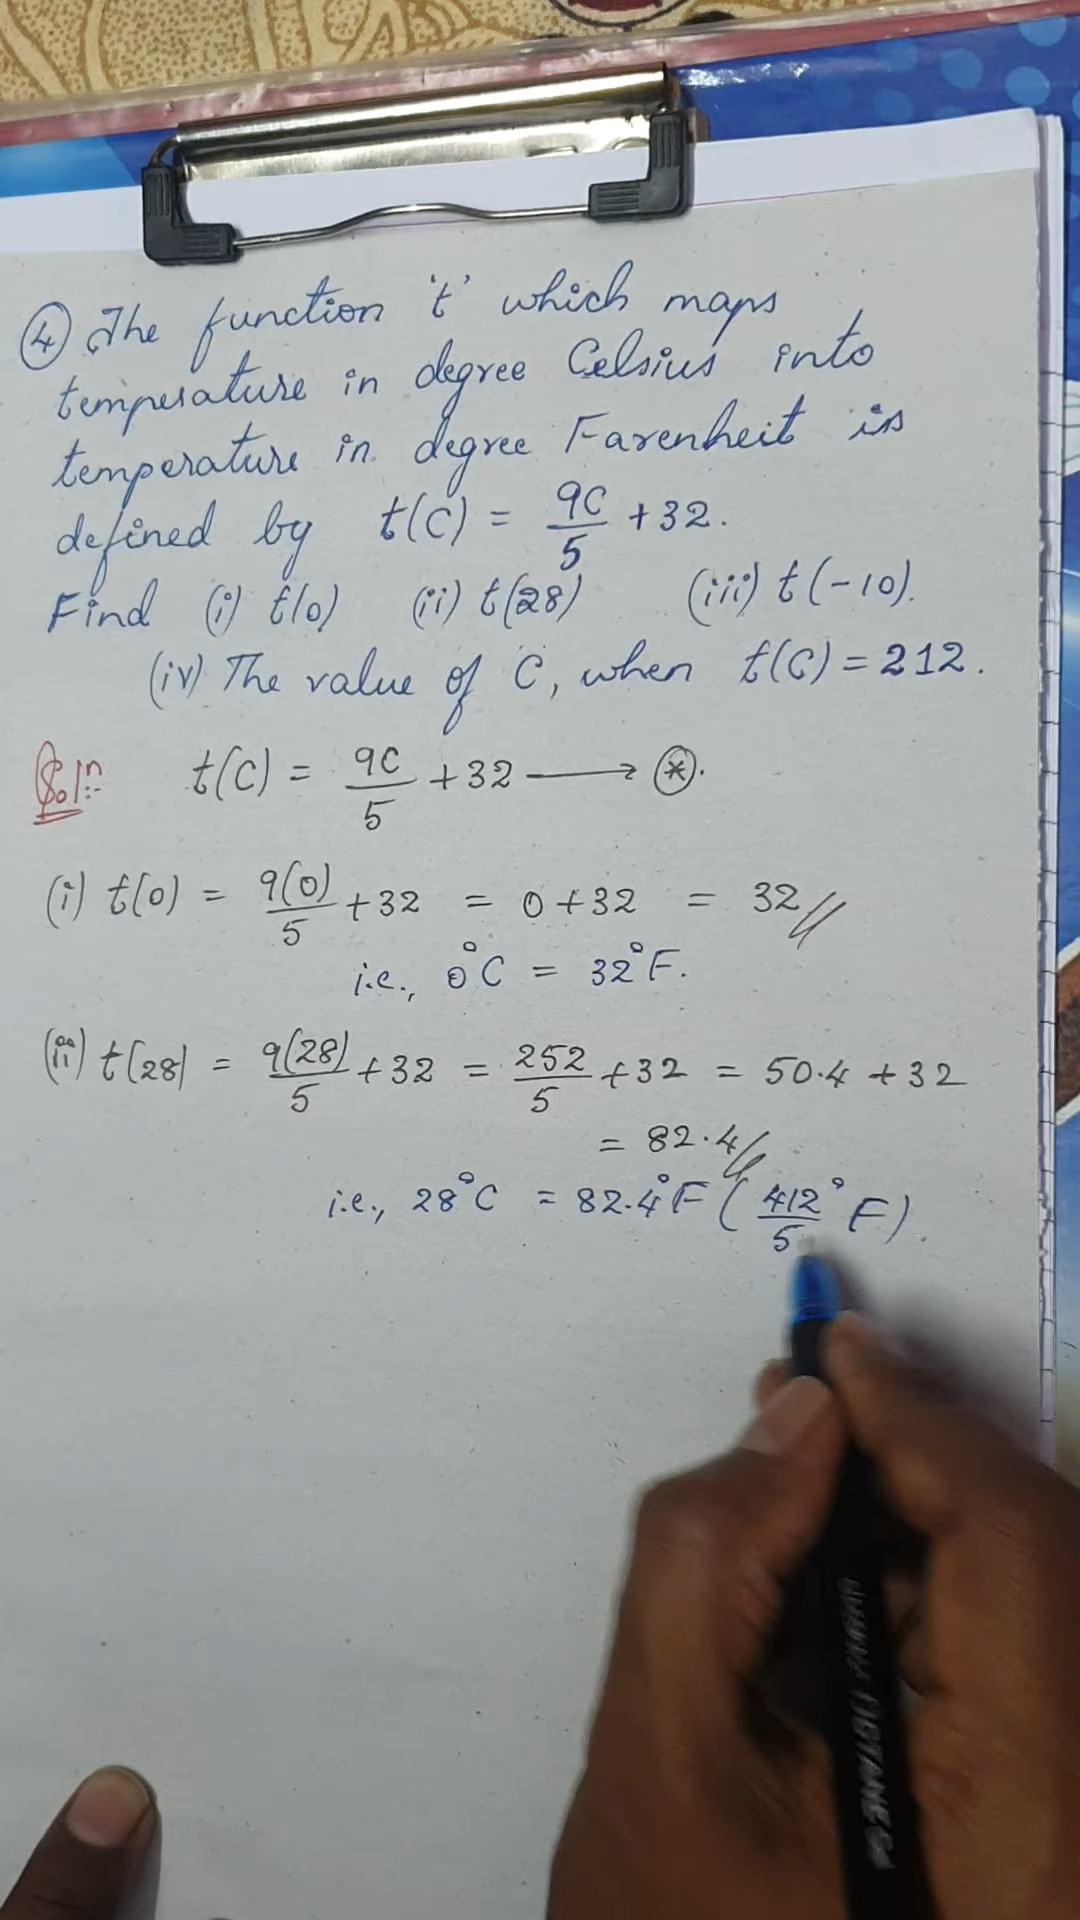 ④ The function 't' which maps
temperature in degree Celsius into
temperature in degree Farenheit is
defined by t(C) = 9C/5 + 32.
Find (i) t(0) (ii) t(28) (iii) t(-10).
(iv) The value of C, when t(C) = 212.
Soln:- t(C) = 9C/5 + 32 ⟶ ⊛.
(i) t(0) = 9(0)/5 + 32 = 0 + 32 = 32//
i.e., 0°C = 32°F.
(ii) t(28) = 9(28)/5 + 32 = 252/5 + 32 = 50.4 + 32
= 82.4//
i.e., 28°C = 82.4°F (412/5 °F).